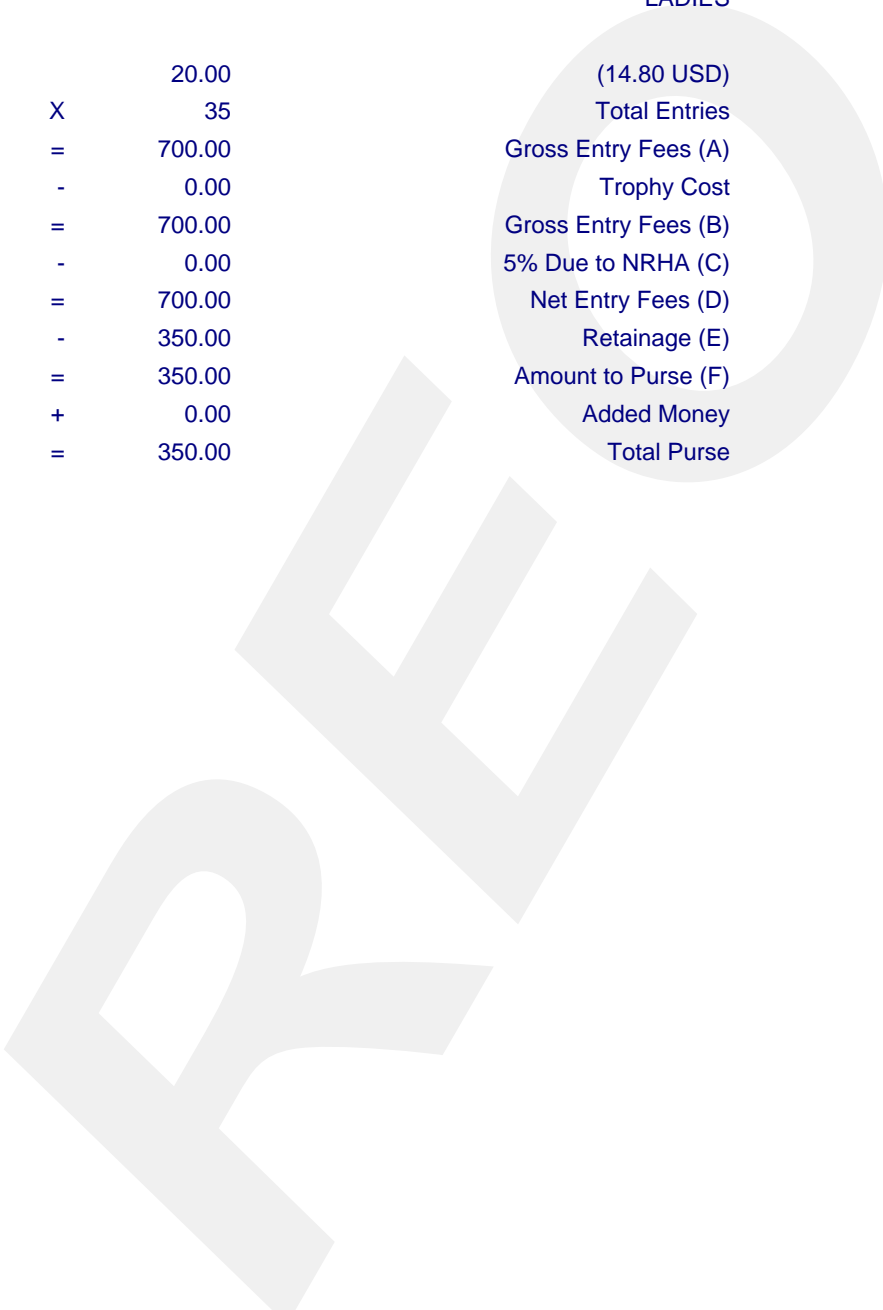 LADIES
20.00 (14.80 USD)
X 35 Total Entries
= 700.00 Gross Entry Fees (A)
- 0.00 Trophy Cost
= 700.00 Gross Entry Fees (B)
- 0.00 5% Due to NRHA (C)
= 700.00 Net Entry Fees (D)
- 350.00 Retainage (E)
= 350.00 Amount to Purse (F)
+ 0.00 Added Money
= 350.00 Total Purse
REO